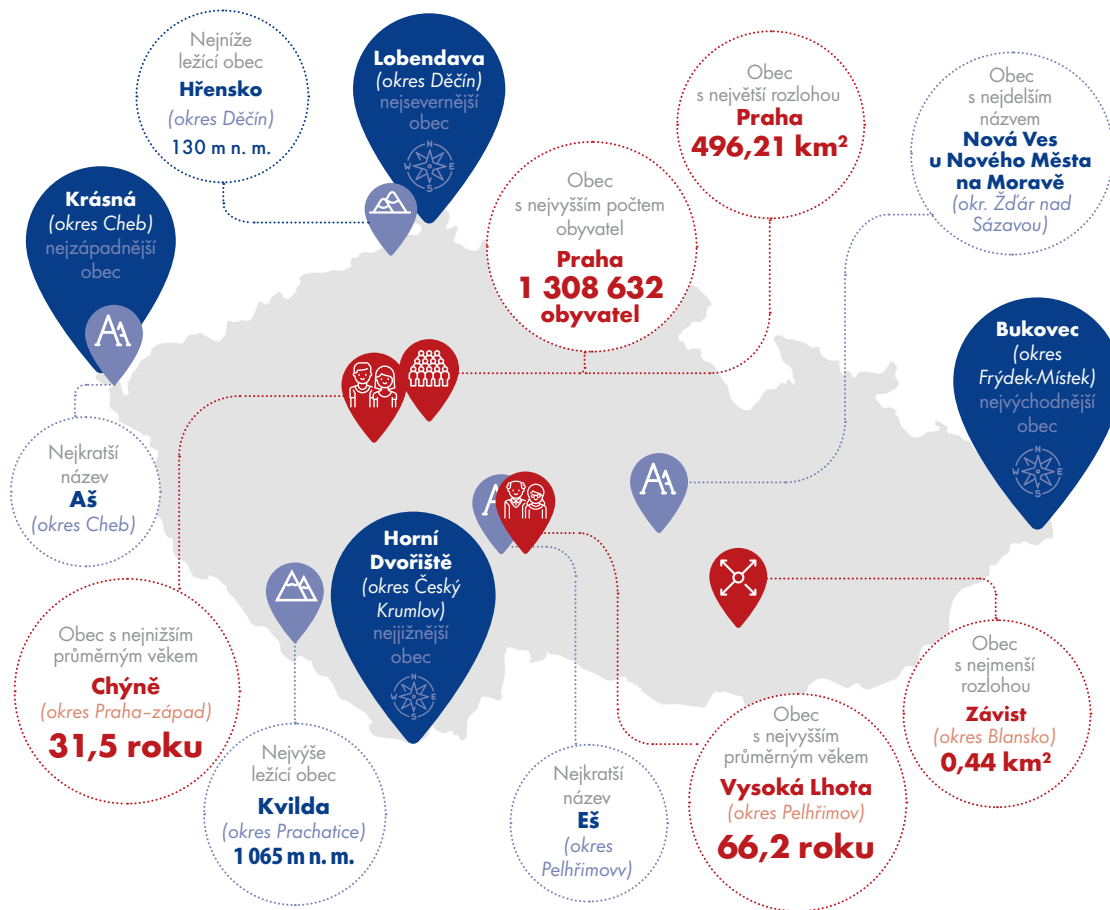 Nejníže
ležící obec
Hřensko
(okres Děčín)
130 m n. m.
Lobendava
(okres Děčín)
nejsevernější
obec
N
E
S
W
Obec
s největší rozlohou
Praha
496,21 km²
Obec
s nejdelším
názvem
Nová Ves
u Nového Města
na Moravě
(okr. Žďár nad
Sázavou)
Krásná
(okres Cheb)
nejzápadnější
obec
Obec
s nejvyšším počtem
obyvatel
Praha
1 308 632
obyvatel
Bukovec
(okres
Frýdek-Místek)
nejvýchodnější
obec
N
E
S
W
Nejkratší
název
Aš
(okres Cheb)
Horní
Dvořiště
(okres Český
Krumlov)
nejjižnější
obec
N
E
S
W
Obec s nejnižším
průměrným věkem
Chýně
(okres Praha–západ)
31,5 roku
Obec
s nejmenší
rozlohou
Závist
(okres Blansko)
0,44 km²
Nejvýše
ležící obec
Kvilda
(okres Prachatice)
1 065 m n. m.
Nejkratší
název
Eš
(okres
Pelhřimovv)
Obec
s nejvyšším
průměrným věkem
Vysoká Lhota
(okres Pelhřimov)
66,2 roku